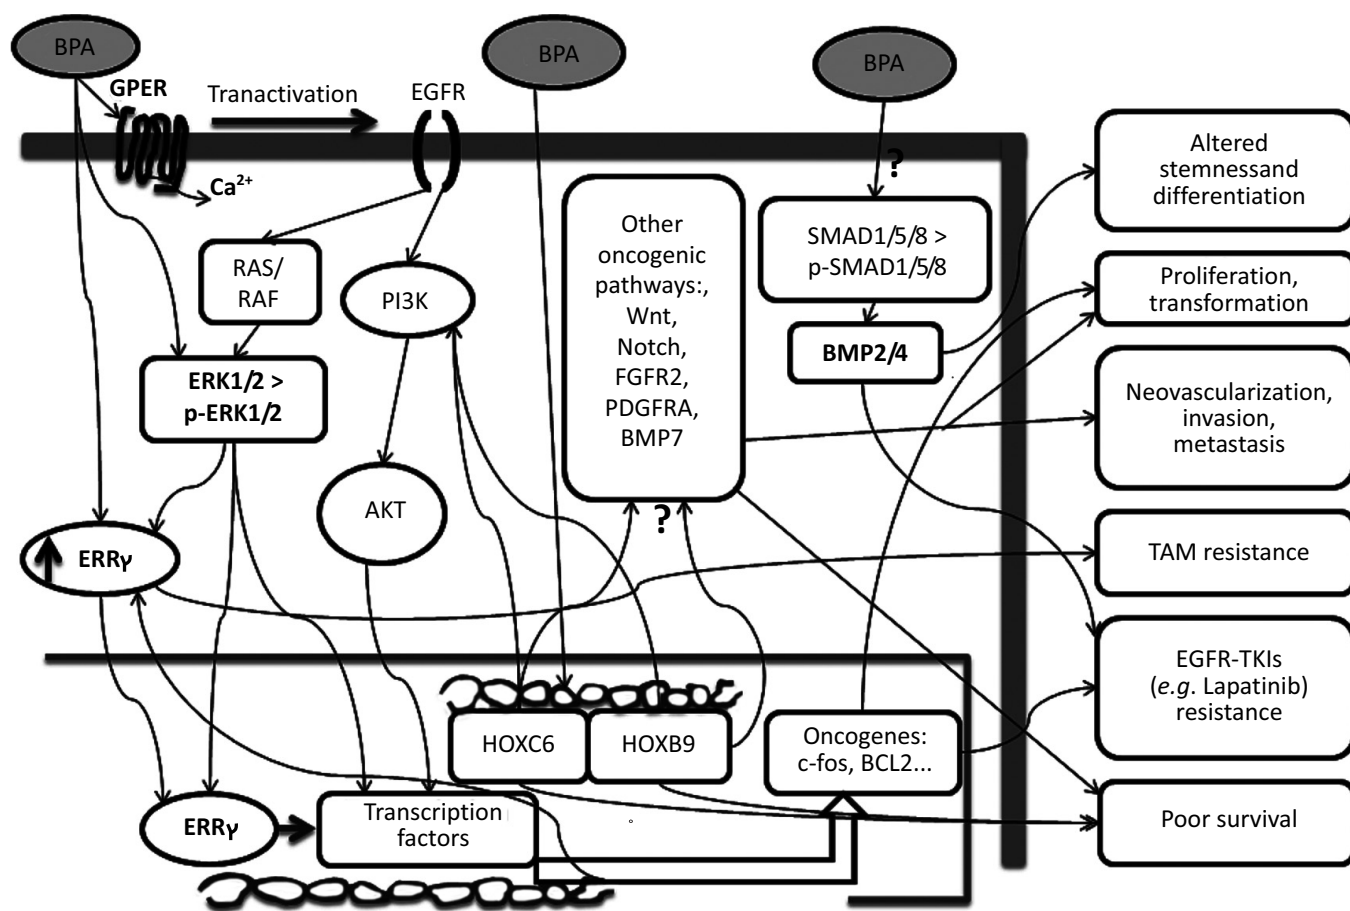 BPA
BPA
BPA
GPER
Tranactivation
EGFR
Ca²⁺
?
RAS/
RAF
PI3K
Other
oncogenic
pathways:,
Wnt,
Notch,
FGFR2,
PDGFRA,
BMP7
SMAD1/5/8 >
p-SMAD1/5/8
BMP2/4
ERK1/2 >
p-ERK1/2
AKT
?
ERRγ
HOXC6
HOXB9
Oncogenes:
c-fos, BCL2...
ERRγ
Transcription
factors
Altered
stemnessand
differentiation
Proliferation,
transformation
Neovascularization,
invasion,
metastasis
TAM resistance
EGFR-TKIs
(e.g. Lapatinib)
resistance
Poor survival